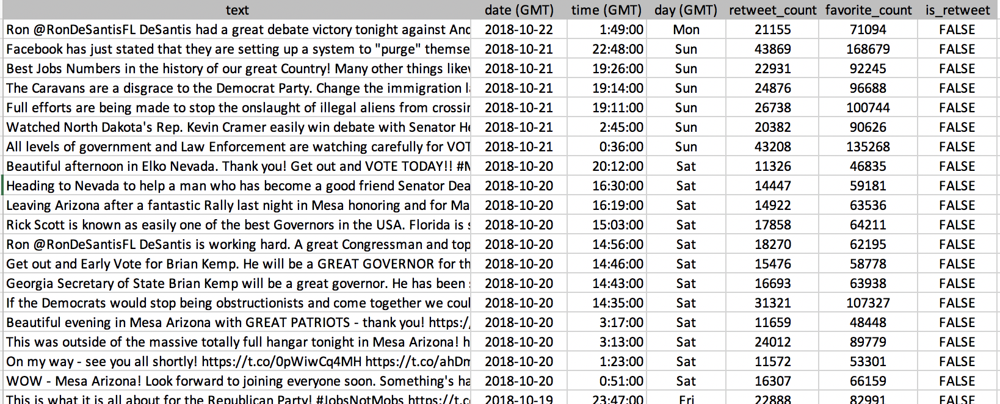 text date (GMT) time (GMT) day (GMT) retweet_count favorite_count is_retweet
Ron @RonDeSantisFL DeSantis had a great debate victory tonight against And 2018-10-22 1:49:00 Mon 21155 71094 FALSE
Facebook has just stated that they are setting up a system to "purge" themse 2018-10-21 22:48:00 Sun 43869 168679 FALSE
Best Jobs Numbers in the history of our great Country! Many other things likew 2018-10-21 19:26:00 Sun 22931 92245 FALSE
The Caravans are a disgrace to the Democrat Party. Change the immigration la 2018-10-21 19:14:00 Sun 24876 96688 FALSE
Full efforts are being made to stop the onslaught of illegal aliens from crossin 2018-10-21 19:11:00 Sun 26738 100744 FALSE
Watched North Dakota's Rep. Kevin Cramer easily win debate with Senator He 2018-10-21 2:45:00 Sun 20382 90626 FALSE
All levels of government and Law Enforcement are watching carefully for VOT 2018-10-21 0:36:00 Sun 43208 135268 FALSE
Beautiful afternoon in Elko Nevada. Thank you! Get out and VOTE TODAY!! #M 2018-10-20 20:12:00 Sat 11326 46835 FALSE
Heading to Nevada to help a man who has become a good friend Senator Dea 2018-10-20 16:30:00 Sat 14447 59181 FALSE
Leaving Arizona after a fantastic Rally last night in Mesa honoring and for Ma 2018-10-20 16:19:00 Sat 14922 63536 FALSE
Rick Scott is known as easily one of the best Governors in the USA. Florida is s 2018-10-20 15:03:00 Sat 17858 64211 FALSE
Ron @RonDeSantisFL DeSantis is working hard. A great Congressman and top 2018-10-20 14:56:00 Sat 18270 62195 FALSE
Get out and Early Vote for Brian Kemp. He will be a GREAT GOVERNOR for th 2018-10-20 14:46:00 Sat 15476 58778 FALSE
Georgia Secretary of State Brian Kemp will be a great governor. He has been s 2018-10-20 14:43:00 Sat 16693 63938 FALSE
If the Democrats would stop being obstructionists and come together we coul 2018-10-20 14:35:00 Sat 31321 107327 FALSE
Beautiful evening in Mesa Arizona with GREAT PATRIOTS - thank you! https:/ 2018-10-20 3:17:00 Sat 11659 48448 FALSE
This was outside of the massive totally full hangar tonight in Mesa Arizona! h 2018-10-20 3:13:00 Sat 24012 89779 FALSE
On my way - see you all shortly! https://t.co/0pWiwCq4MH https://t.co/ahDm 2018-10-20 1:23:00 Sat 11572 53301 FALSE
WOW - Mesa Arizona! Look forward to joining everyone soon. Something's ha 2018-10-20 0:51:00 Sat 16307 66159 FALSE
This is what it is all about for the Republican Party! #JobsNotMobs https://t.c 2018-10-19 23:47:00 Fri 22888 82991 FALSE